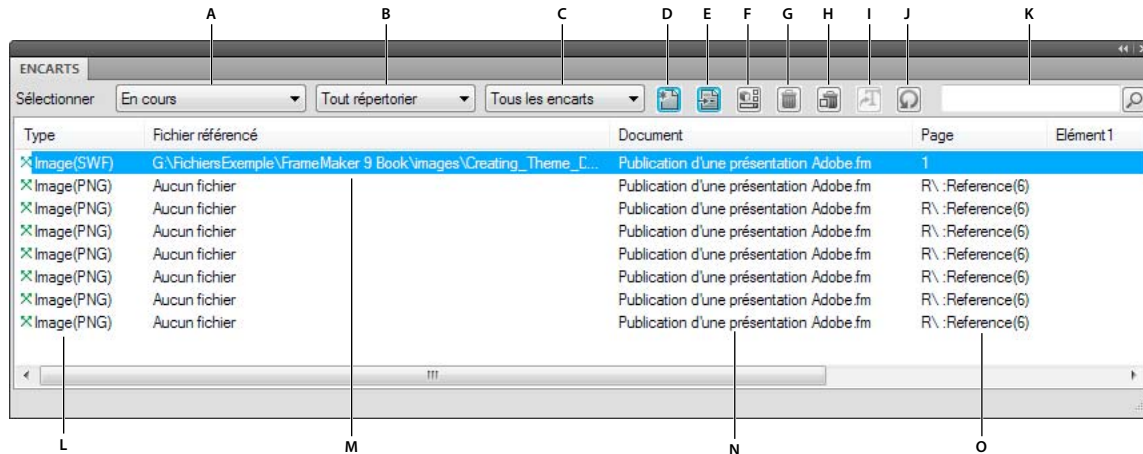 A B C D E F G H I J K
ENCARTS
Sélectionner En cours Tout répertorier Tous les encarts
Type Fichier référencé Document Page Elément1
Image(SWF) G:\FichiersExemple\FrameMaker 9 Book\images\Creating_Theme_D... Publication d'une présentation Adobe.fm 1
Image(PNG) Aucun fichier Publication d'une présentation Adobe.fm R\ :Reference(6)
Image(PNG) Aucun fichier Publication d'une présentation Adobe.fm R\ :Reference(6)
Image(PNG) Aucun fichier Publication d'une présentation Adobe.fm R\ :Reference(6)
Image(PNG) Aucun fichier Publication d'une présentation Adobe.fm R\ :Reference(6)
Image(PNG) Aucun fichier Publication d'une présentation Adobe.fm R\ :Reference(6)
Image(PNG) Aucun fichier Publication d'une présentation Adobe.fm R\ :Reference(6)
Image(PNG) Aucun fichier Publication d'une présentation Adobe.fm R\ :Reference(6)
L M N O